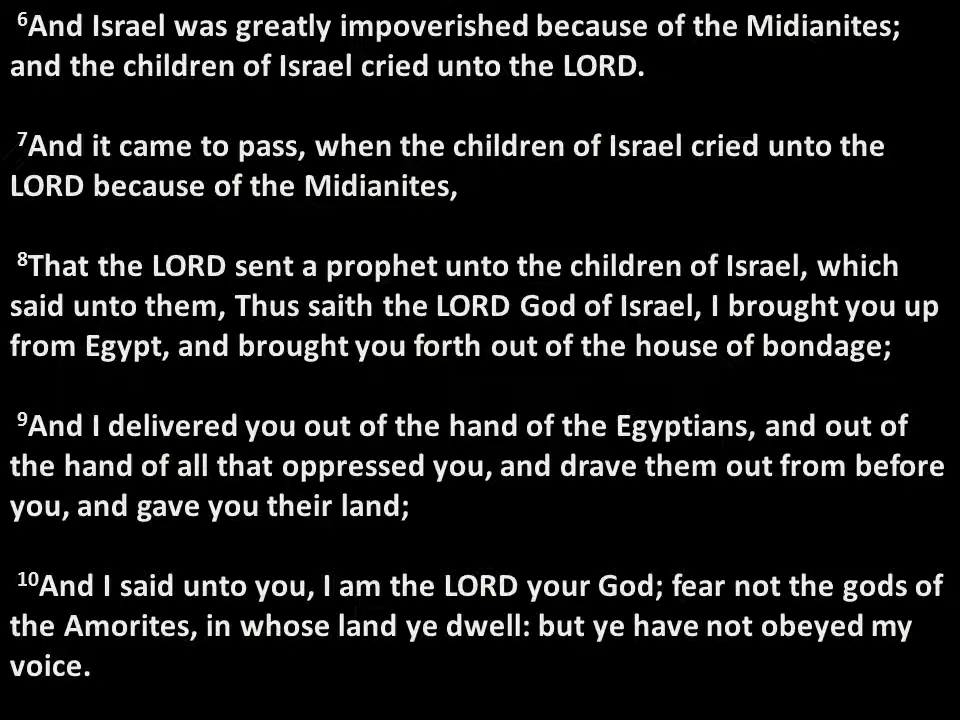 6And Israel was greatly impoverished because of the Midianites;
and the children of Israel cried unto the LORD.
7And it came to pass, when the children of Israel cried unto the
LORD because of the Midianites,
8That the LORD sent a prophet unto the children of Israel, which
said unto them, Thus saith the LORD God of Israel, I brought you up
from Egypt, and brought you forth out of the house of bondage;
9And I delivered you out of the hand of the Egyptians, and out of
the hand of all that oppressed you, and drave them out from before
you, and gave you their land;
10And I said unto you, I am the LORD your God; fear not the gods of
the Amorites, in whose land ye dwell: but ye have not obeyed my
voice.